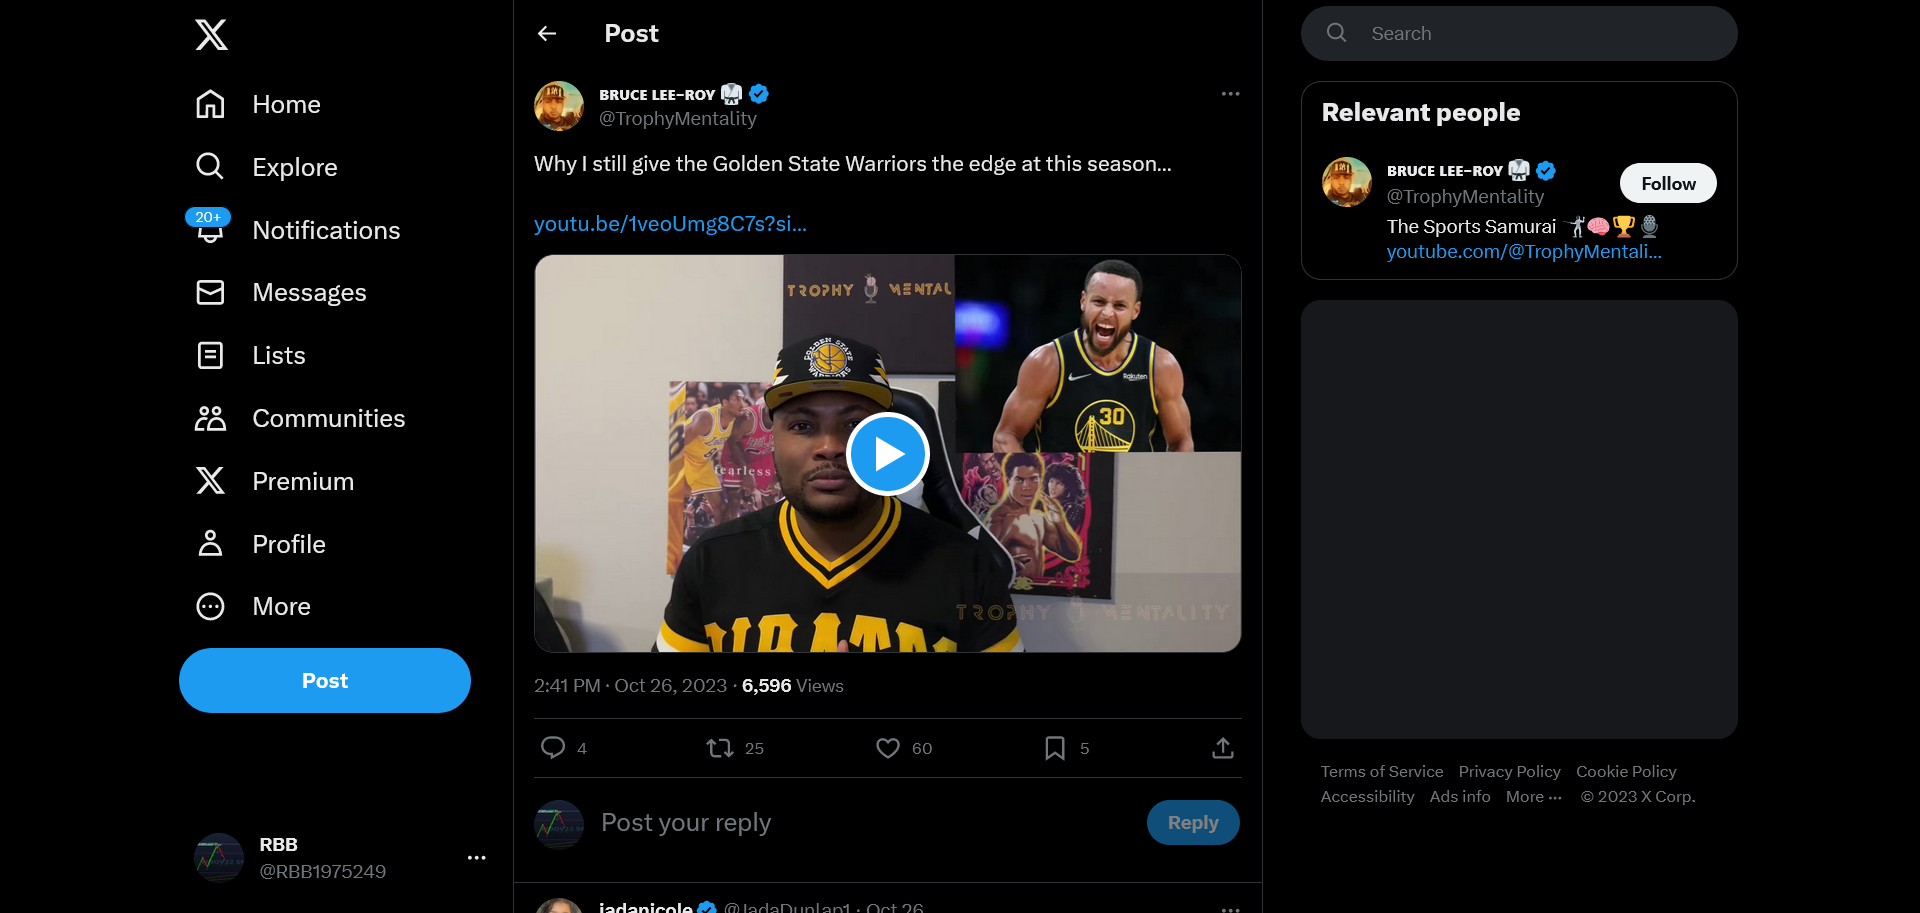 Home
Explore
20+
Notifications
Messages
Lists
Communities
Premium
Profile
More
Post
RBB
@RBB1975249
Post
BRUCE LEE-ROY
@TrophyMentality
Why I still give the Golden State Warriors the edge at this season...
youtu.be/1veoUmg8C7s?si...
TROPHY MENTAL
GOLDEN STATE
WARRIORS
fearless
Rakuten
30
TROPHY MENTALITY
2:41 PM · Oct 26, 2023 · 6,596 Views
4
25
60
5
Post your reply
Reply
jadanicole @JadaDunlap1 · Oct 26
Search
Relevant people
BRUCE LEE-ROY
Follow
@TrophyMentality
The Sports Samurai
youtube.com/@TrophyMentali...
Terms of Service Privacy Policy Cookie Policy
Accessibility Ads info More ··· © 2023 X Corp.